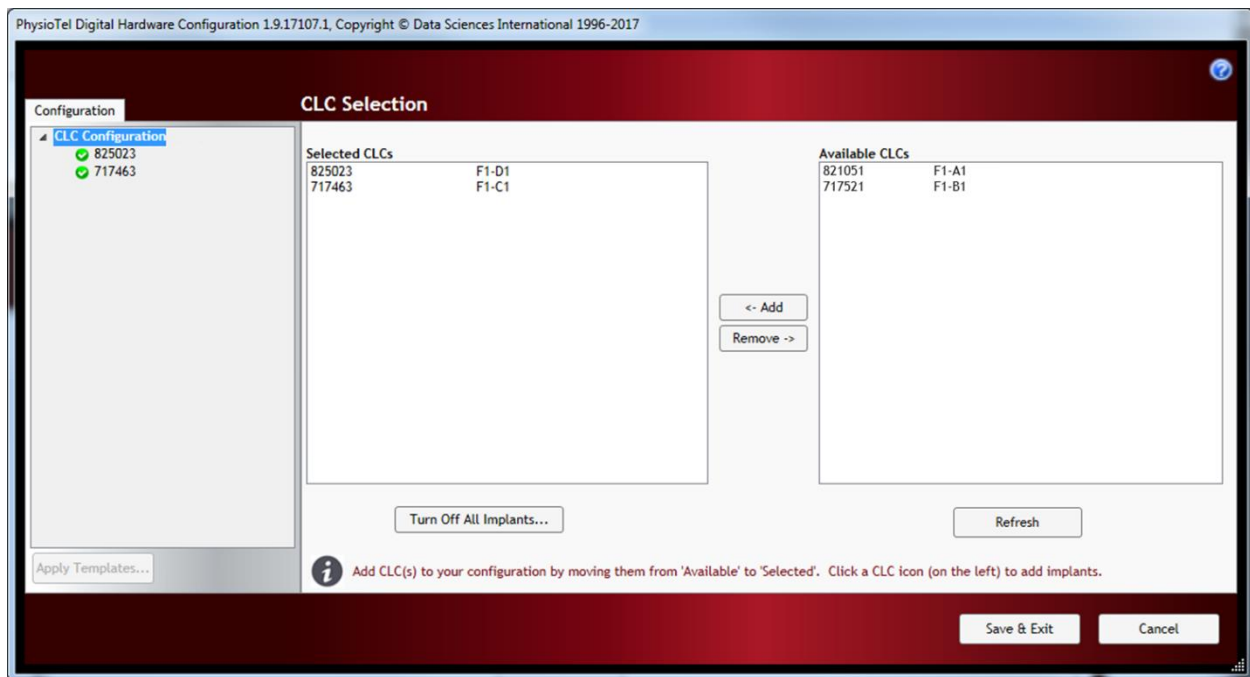 PhysioTel Digital Hardware Configuration 1.9.17107.1, Copyright © Data Sciences International 1996-2017
?
Configuration
CLC Selection
CLC Configuration
825023
717463
Selected CLCs
825023 F1-D1
717463 F1-C1
<- Add
Remove ->
Available CLCs
821051 F1-A1
717521 F1-B1
Turn Off All Implants...
Refresh
Apply Templates...
i Add CLC(s) to your configuration by moving them from 'Available' to 'Selected'. Click a CLC icon (on the left) to add implants.
Save & Exit Cancel